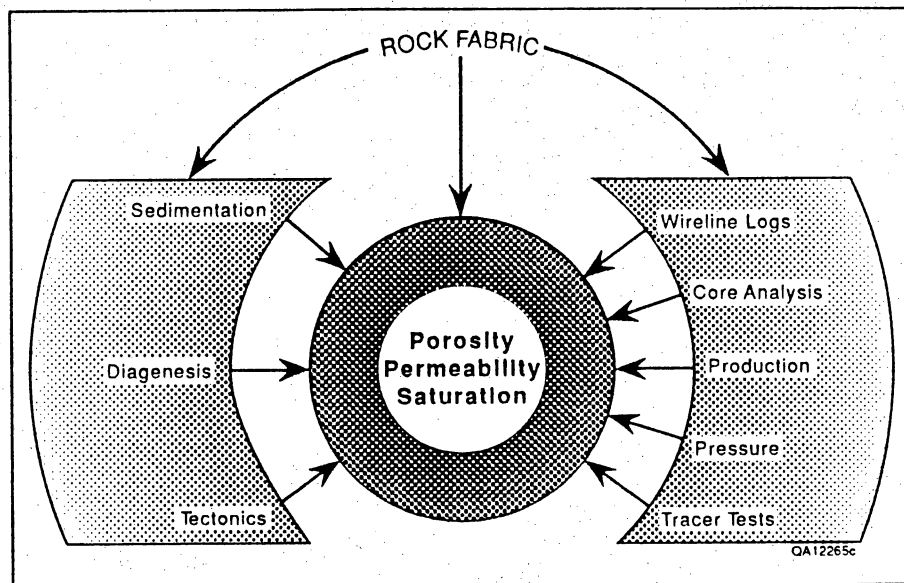 ROCK FABRIC
Sedimentation
Diagenesis
Tectonics
Porosity
Permeability
Saturation
Wireline Logs
Core Analysis
Production
Pressure
Tracer Tests
QA12265c